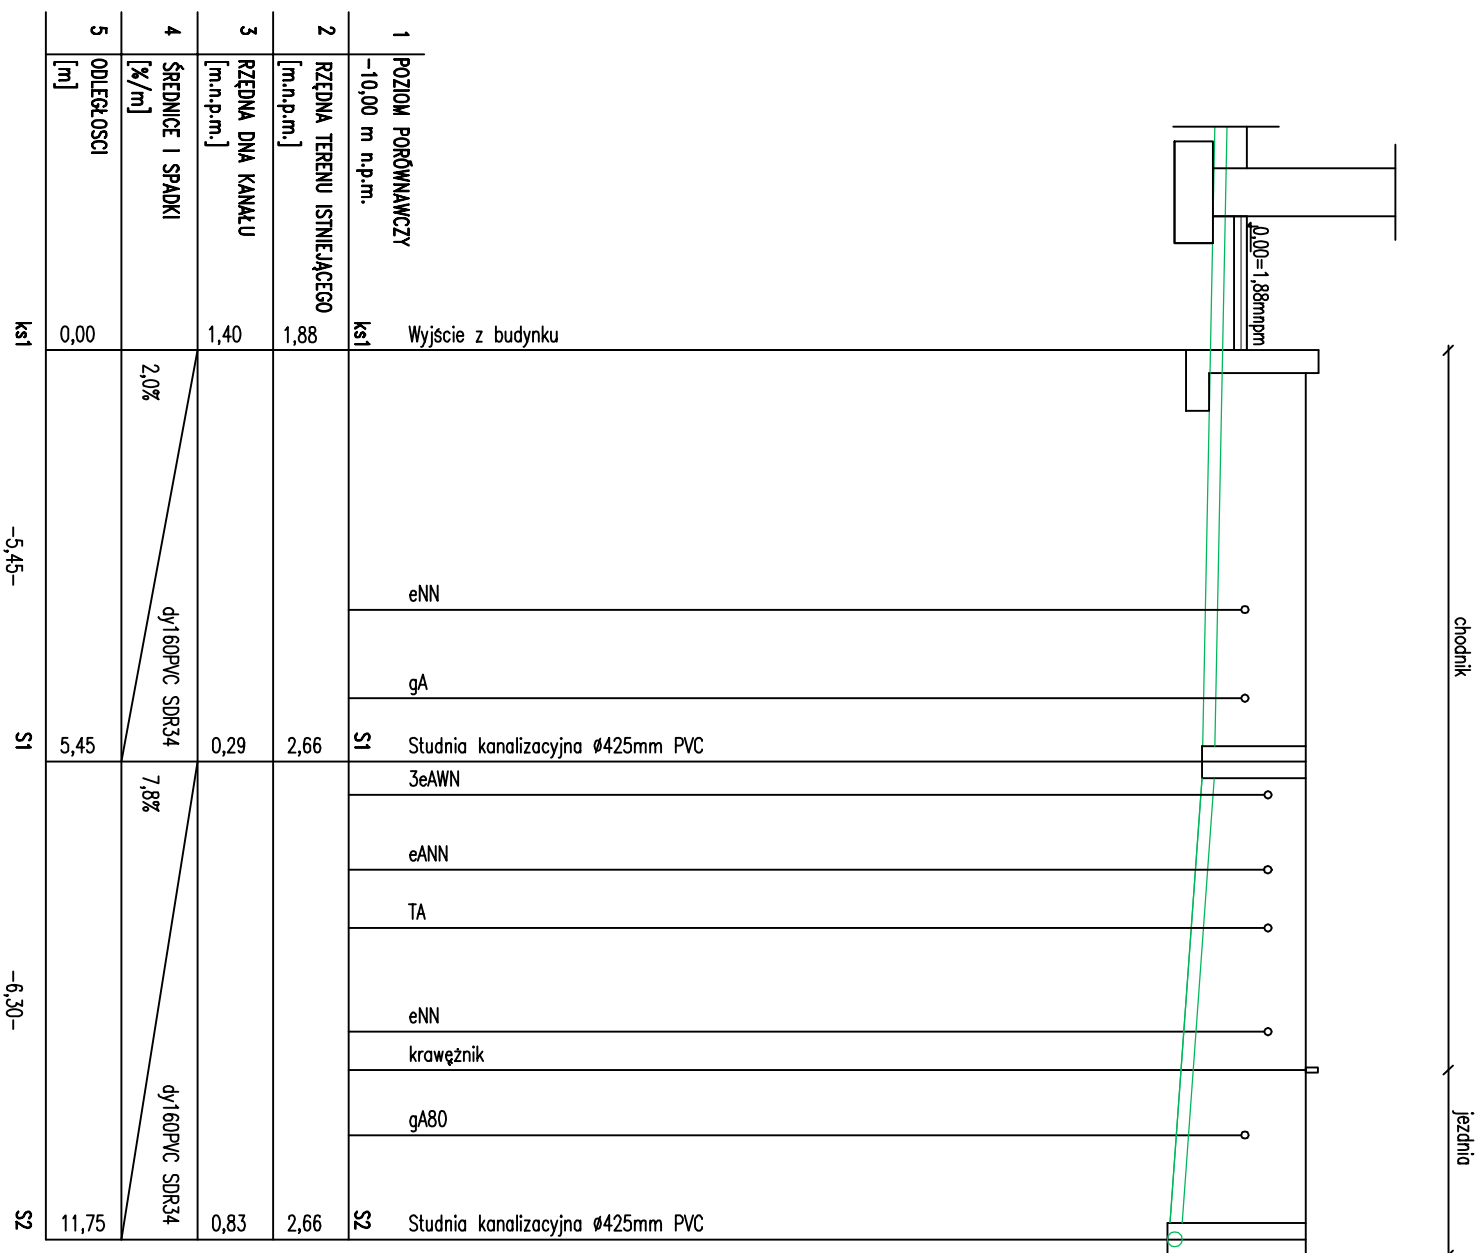 1 POZIOM PORÓWNAWCZY
-10,00 m n.p.m.
2 RZĘDNA TERENU ISTNIEJĄCEGO
[m.n.p.m.]
3 RZĘDNA DNA KANAŁU
[m.n.p.m.]
4 ŚREDNICE I SPADKI
[%/m]
5 ODLEGŁOSCI
[m]
chodnik
jezdnia
0,00=1,88mnpm
Wyjście z budynku
ks1
1,88
1,40
0,00
ks1
eNN
gA
2,0%
dy160PVC SDR34
-5,45-
Studnia kanalizacyjna Ø425mm PVC
S1
2,66
0,29
5,45
S1
3eAWN
eANN
TA
eNN
krawężnik
gA80
7,8%
dy160PVC SDR34
-6,30-
Studnia kanalizacyjna Ø425mm PVC
S2
2,66
0,83
11,75
S2